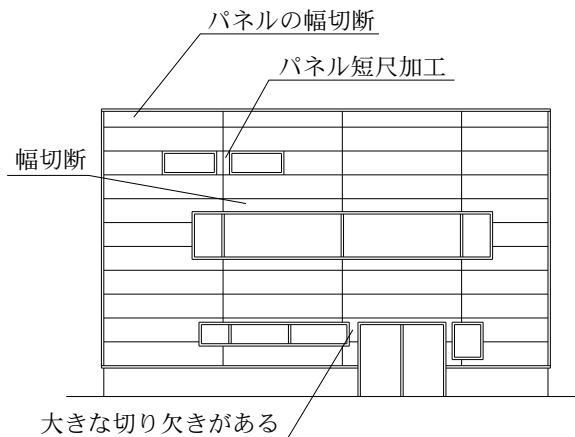 パネルの幅切断
パネル短尺加工
幅切断
大きな切り欠きがある